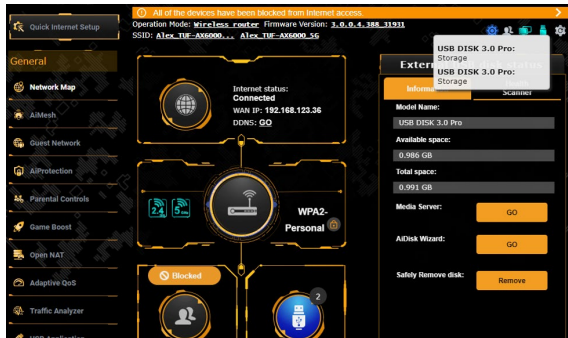 All of the devices have been blocked from Internet access.
Quick Internet Setup
Operation Mode: Wireless router Firmware Version: 3.0.0.4.388_31931
SSID: Alex_TUF-AX6000... Alex_TUF-AX6000_5G
General
Network Map
AiMesh
Guest Network
AiProtection
Parental Controls
Game Boost
Open NAT
Adaptive QoS
Traffic Analyzer
USB Application
Internet status:
Connected
WAN IP: 192.168.123.36
DDNS: GO
2.4 GHz
5 GHz
WPA2-
Personal
Blocked
2
USB DISK 3.0 Pro:
Storage
USB DISK 3.0 Pro:
Storage
Scanner
Model Name:
USB DISK 3.0 Pro
Available space:
0.986 GB
Total space:
0.991 GB
Media Server:
GO
AiDisk Wizard:
GO
Safely Remove disk:
Remove